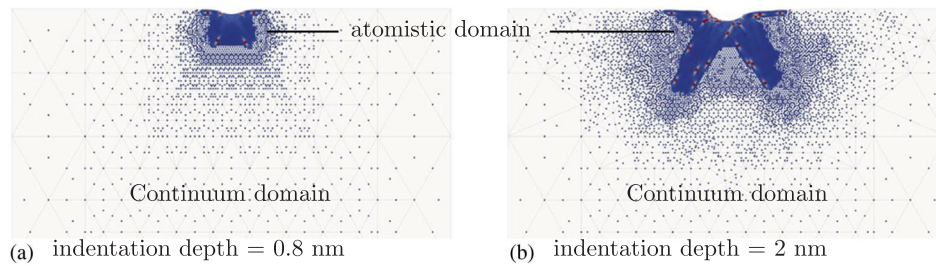 atomistic domain
Continuum domain
Continuum domain
(a) indentation depth = 0.8 nm
(b) indentation depth = 2 nm